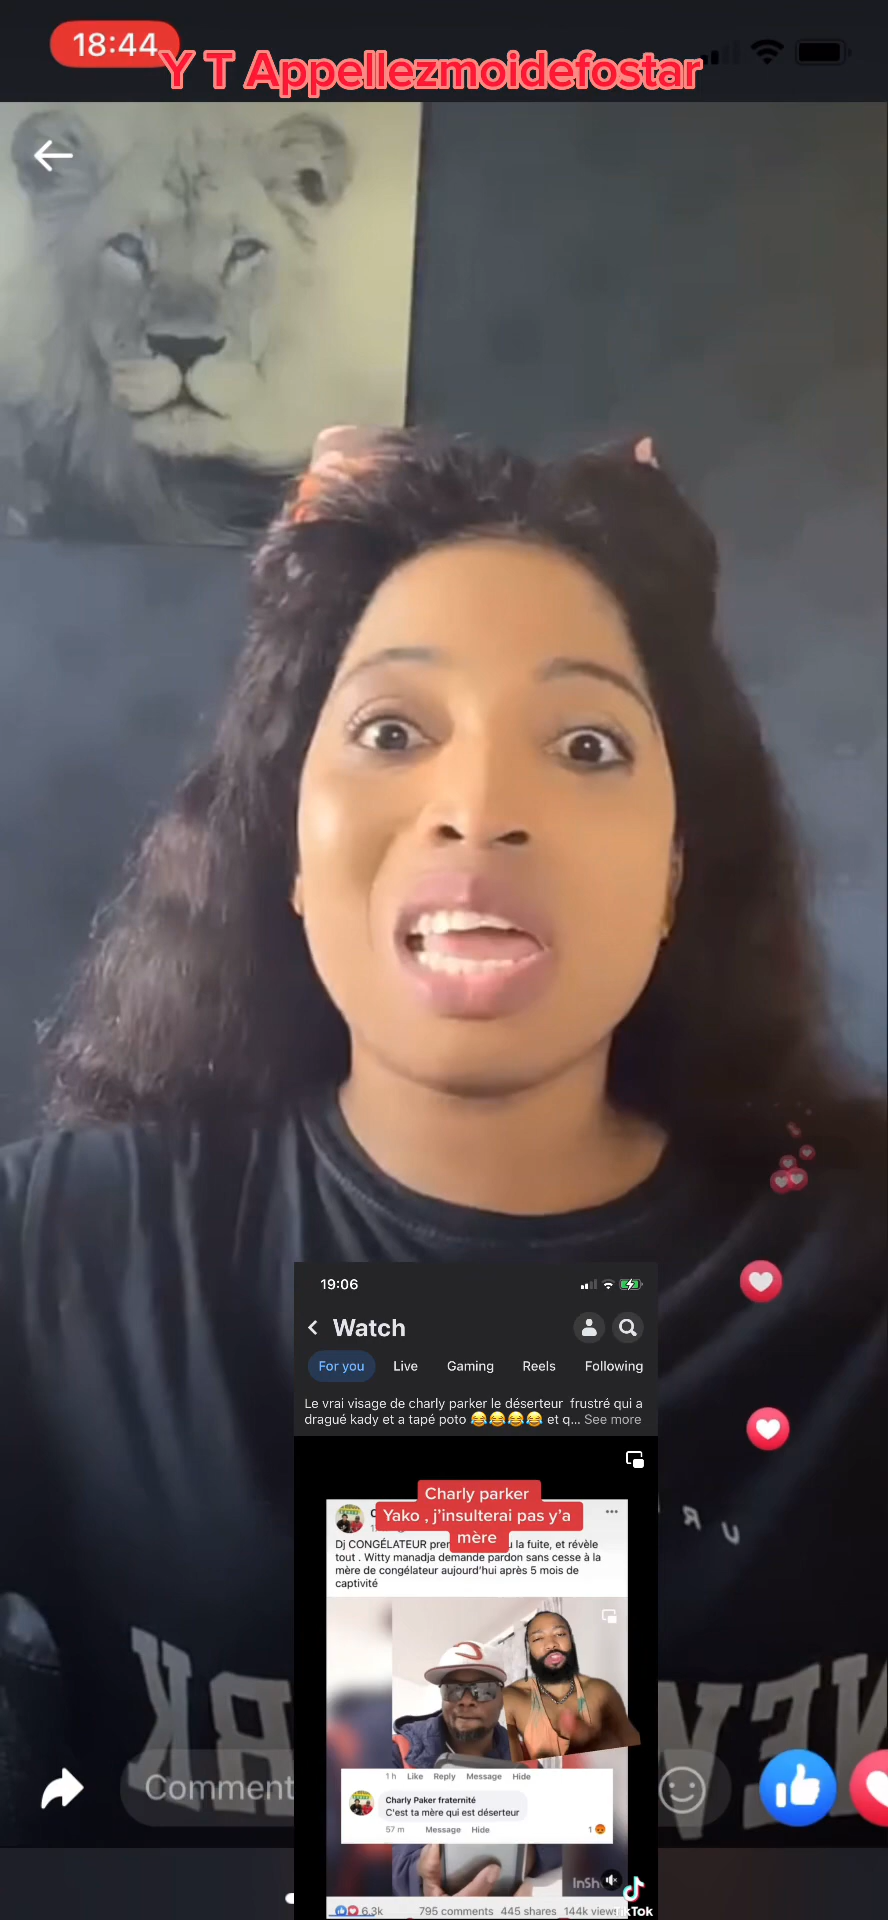 18:44
Y T Appellezmoidefostar
19:06
Watch
For you Live Gaming Reels Following
Le vrai visage de charly parker le déserteur frustré qui a
dragué kady et a tapé poto 😂😂😂😂 et q... See more
Charly parker
Yako , j'insulterai pas y'a
mère
Dj CONGÉLATEUR la fuite, et révèle
tout . Witty manadja demande pardon sans cesse à la
mère de congélateur aujourd'hui après 5 mois de
captivité
1 h Like Reply Message Hide
Charly Paker fraternité
C'est ta mère qui est déserteur
57 m Message Hide 1
6.3k 795 comments 445 shares 144k views
InSh
kTok
Comment
NEW
RK
U R